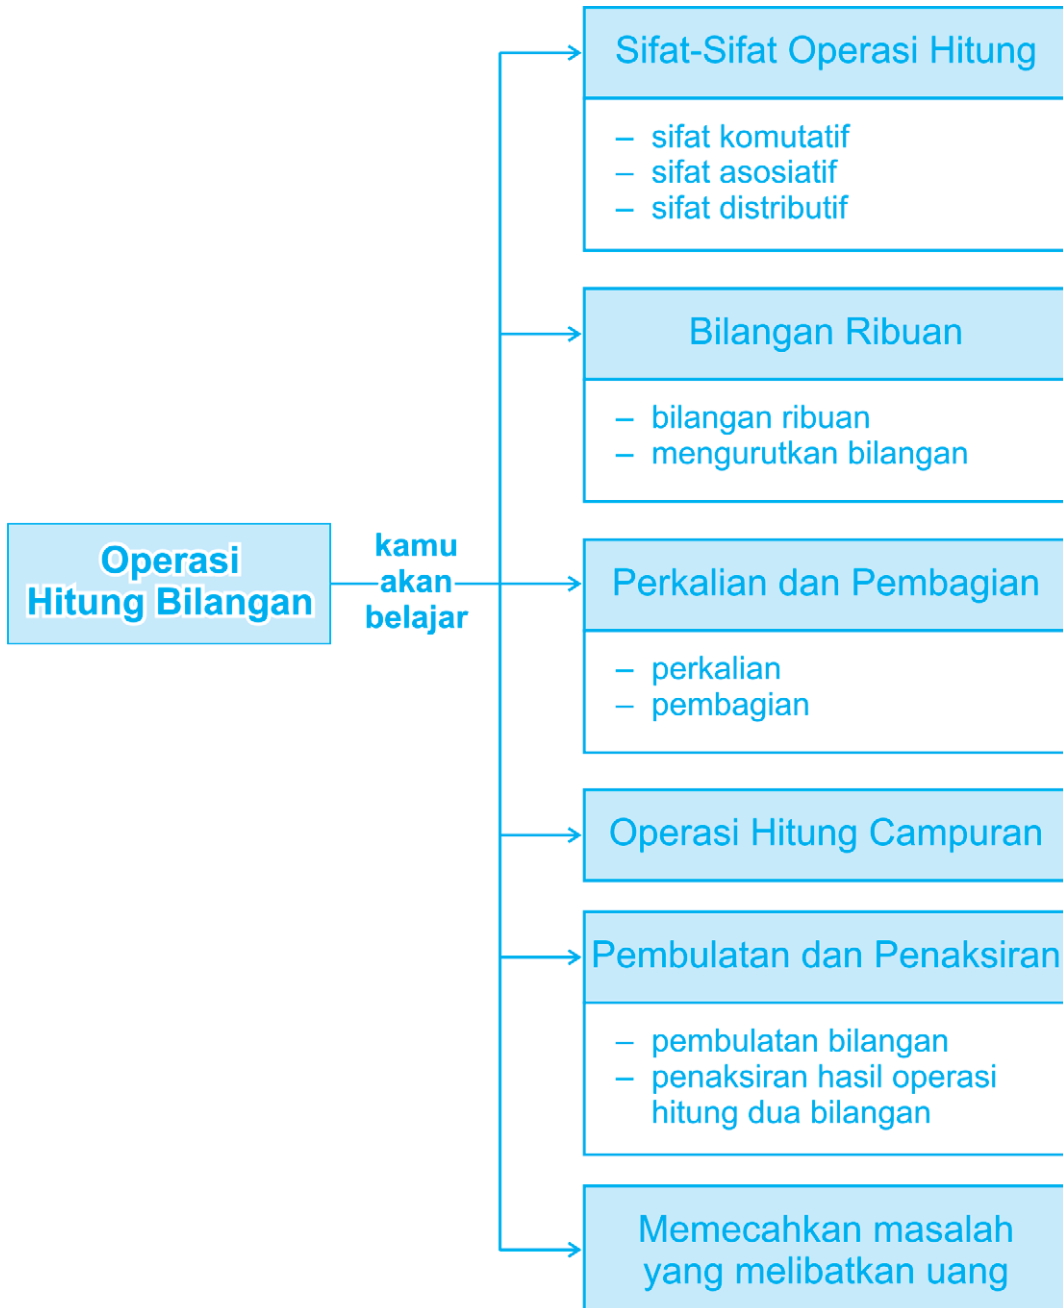 Sifat-Sifat Operasi Hitung
– sifat komutatif
– sifat asosiatif
– sifat distributif
Bilangan Ribuan
– bilangan ribuan
– mengurutkan bilangan
Operasi
Hitung Bilangan
kamu
akan
belajar
Perkalian dan Pembagian
– perkalian
– pembagian
Operasi Hitung Campuran
Pembulatan dan Penaksiran
– pembulatan bilangan
– penaksiran hasil operasi
hitung dua bilangan
Memecahkan masalah
yang melibatkan uang